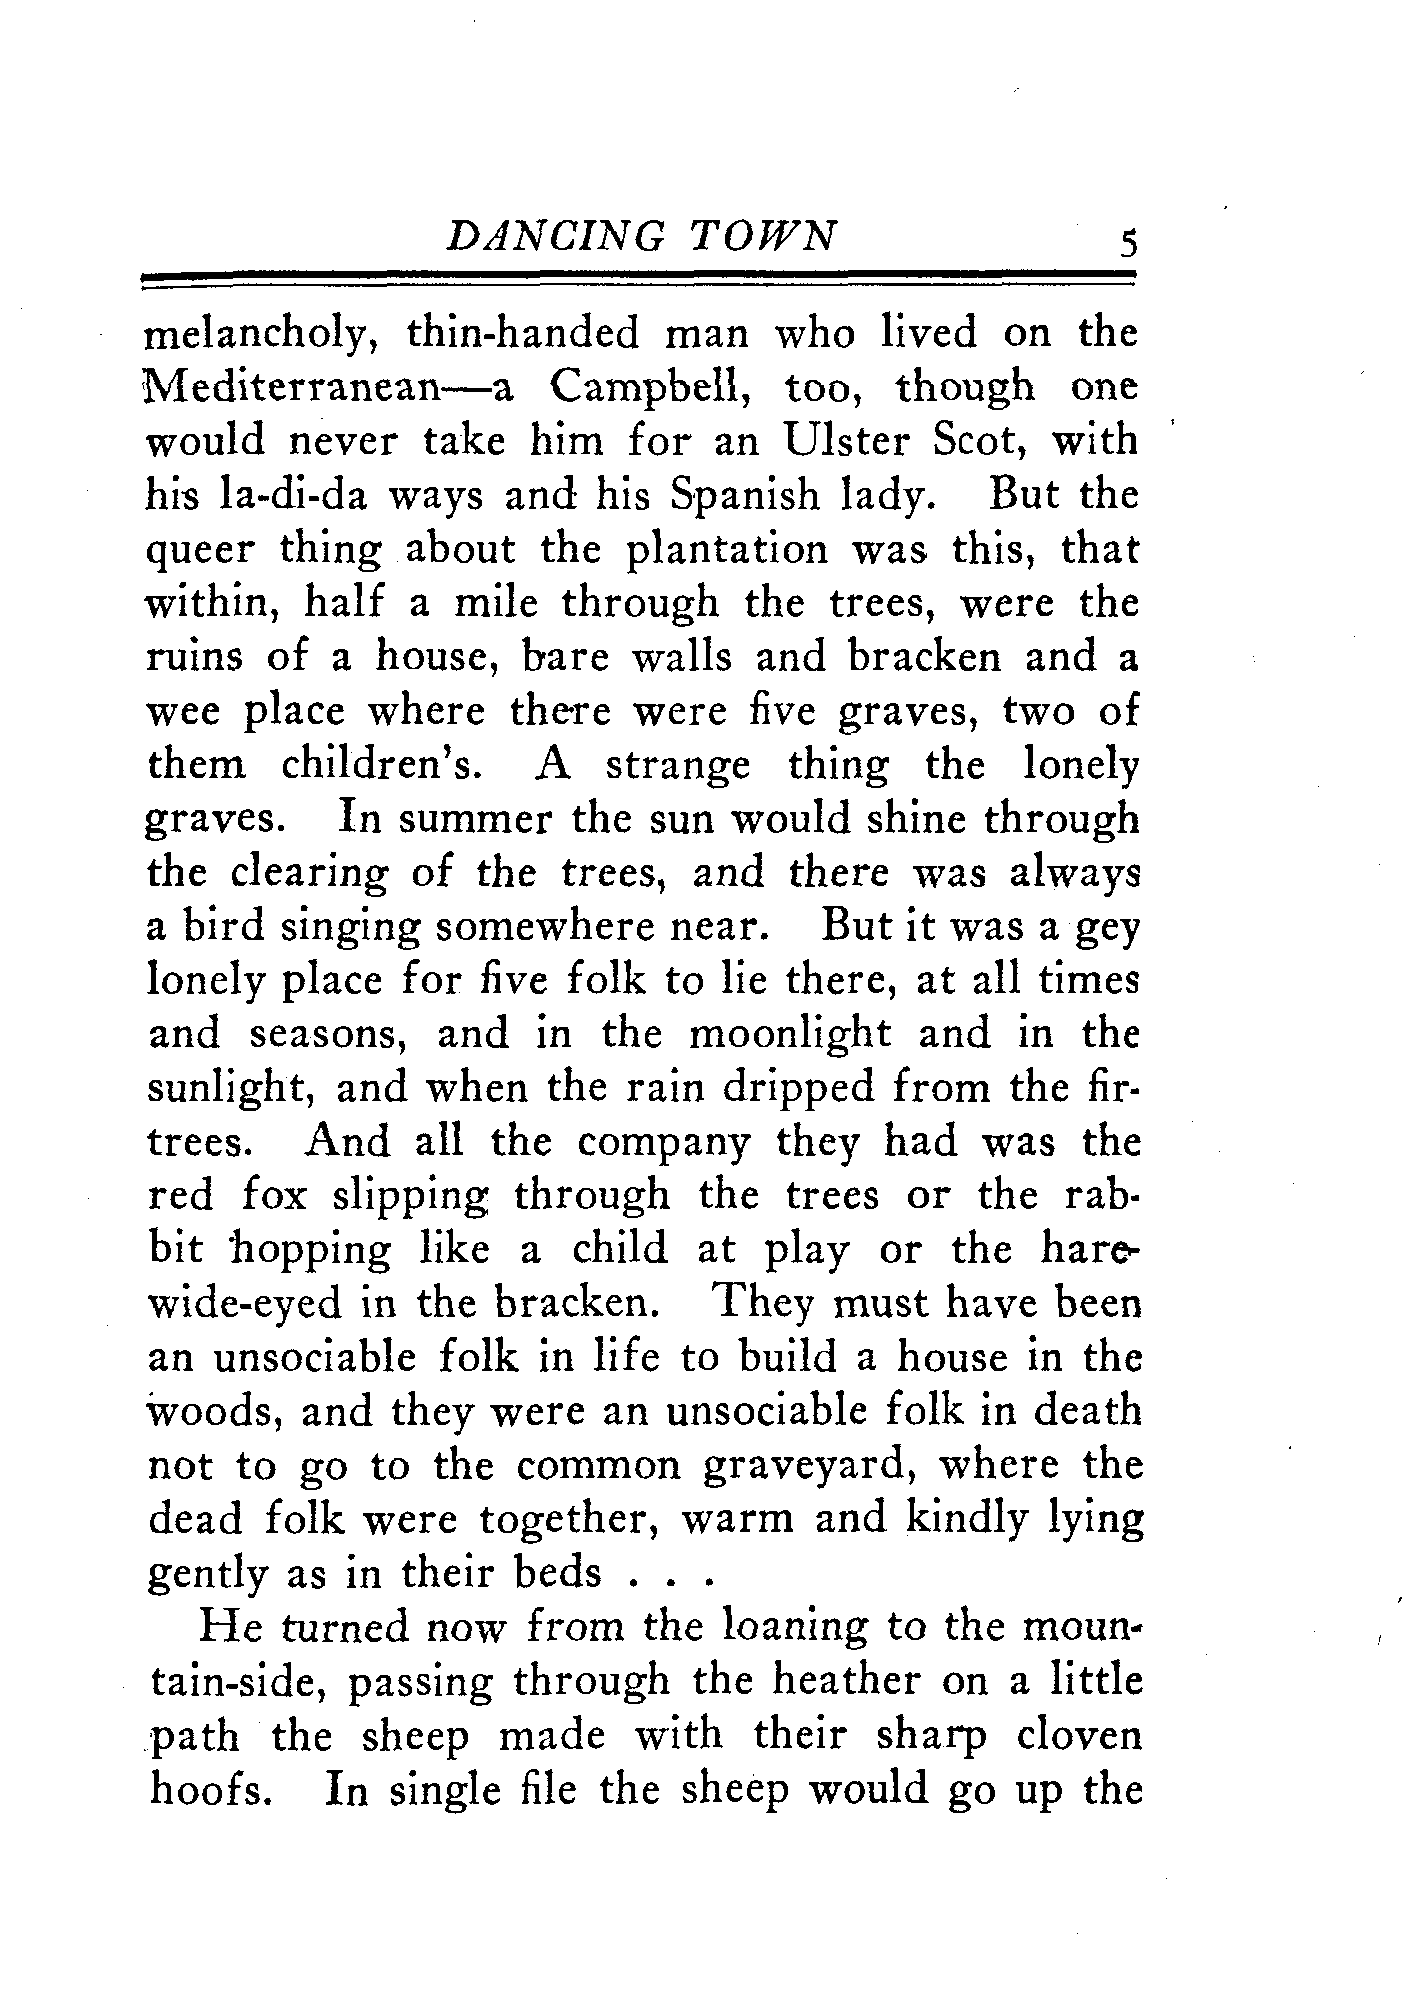 DANCING TOWN 5
melancholy, thin-handed man who lived on the
Mediterranean—a Campbell, too, though one
would never take him for an Ulster Scot, with
his la-di-da ways and his Spanish lady. But the
queer thing about the plantation was this, that
within, half a mile through the trees, were the
ruins of a house, bare walls and bracken and a
wee place where there were five graves, two of
them children's. A strange thing the lonely
graves. In summer the sun would shine through
the clearing of the trees, and there was always
a bird singing somewhere near. But it was a gey
lonely place for five folk to lie there, at all times
and seasons, and in the moonlight and in the
sunlight, and when the rain dripped from the fir-
trees. And all the company they had was the
red fox slipping through the trees or the rab-
bit hopping like a child at play or the hare-
wide-eyed in the bracken. They must have been
an unsociable folk in life to build a house in the
woods, and they were an unsociable folk in death
not to go to the common graveyard, where the
dead folk were together, warm and kindly lying
gently as in their beds . . .
He turned now from the loaning to the moun-
tain-side, passing through the heather on a little
path the sheep made with their sharp cloven
hoofs. In single file the sheep would go up the